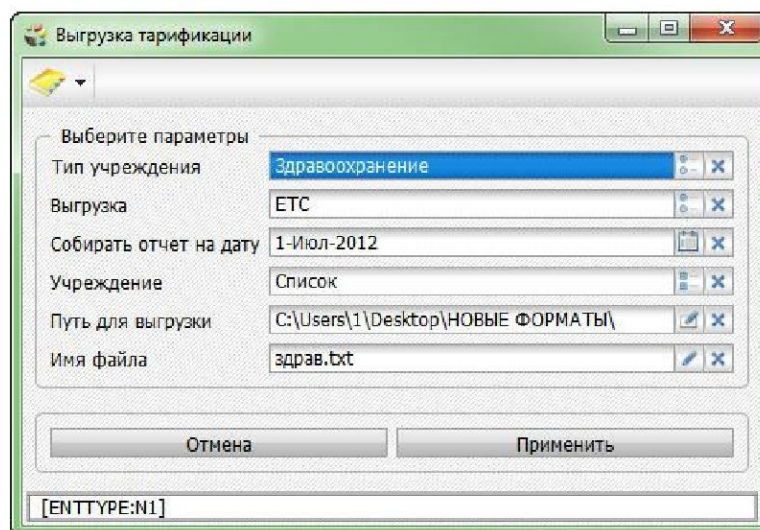 Выгрузка тарификации
Выберите параметры
Тип учреждения Здравоохранение
Выгрузка ЕТС
Собирать отчет на дату 1-Июл-2012
Учреждение Список
Путь для выгрузки C:\Users\1\Desktop\НОВЫЕ ФОРМАТЫ\
Имя файла здрав.txt
Отмена Применить
[ENTTYPE:N1]